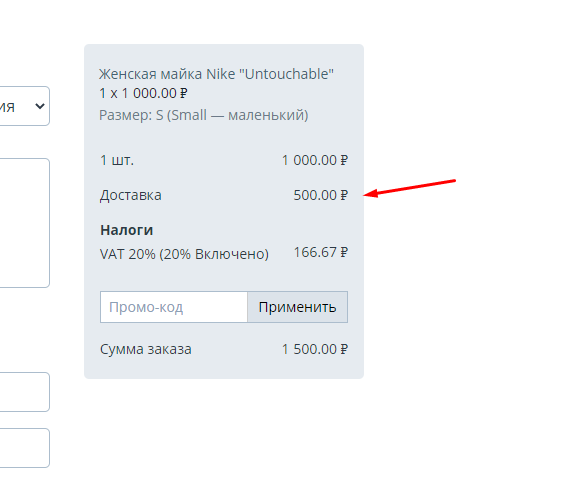 Женская майка Nike "Untouchable"
1 x 1 000.00 ₽
ия
Размер: S (Small — маленький)
1 шт. 1 000.00 ₽
Доставка 500.00 ₽
Налоги
VAT 20% (20% Включено) 166.67 ₽
Промо-код Применить
Сумма заказа 1 500.00 ₽